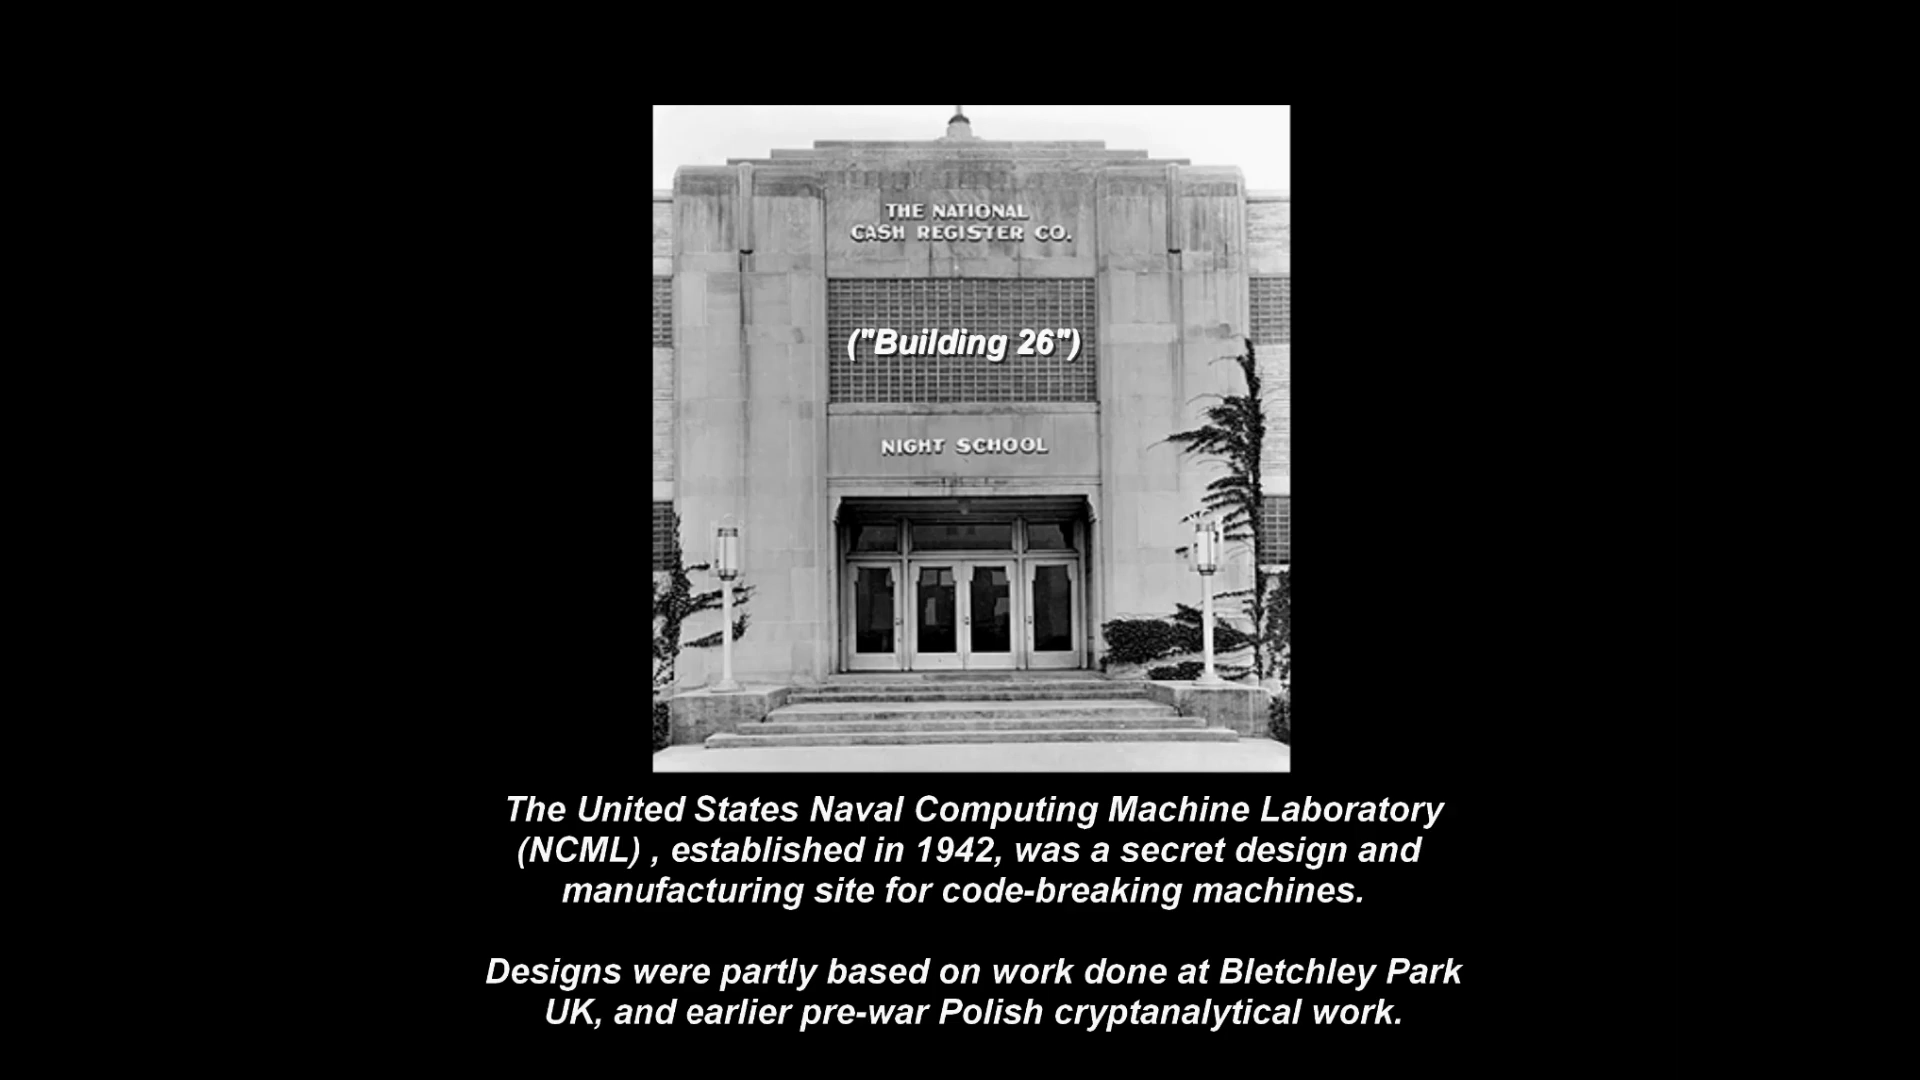 THE NATIONAL
CASH REGISTER CO.
("Building 26")
NIGHT SCHOOL
The United States Naval Computing Machine Laboratory
(NCML) , established in 1942, was a secret design and
manufacturing site for code-breaking machines.
Designs were partly based on work done at Bletchley Park
UK, and earlier pre-war Polish cryptanalytical work.